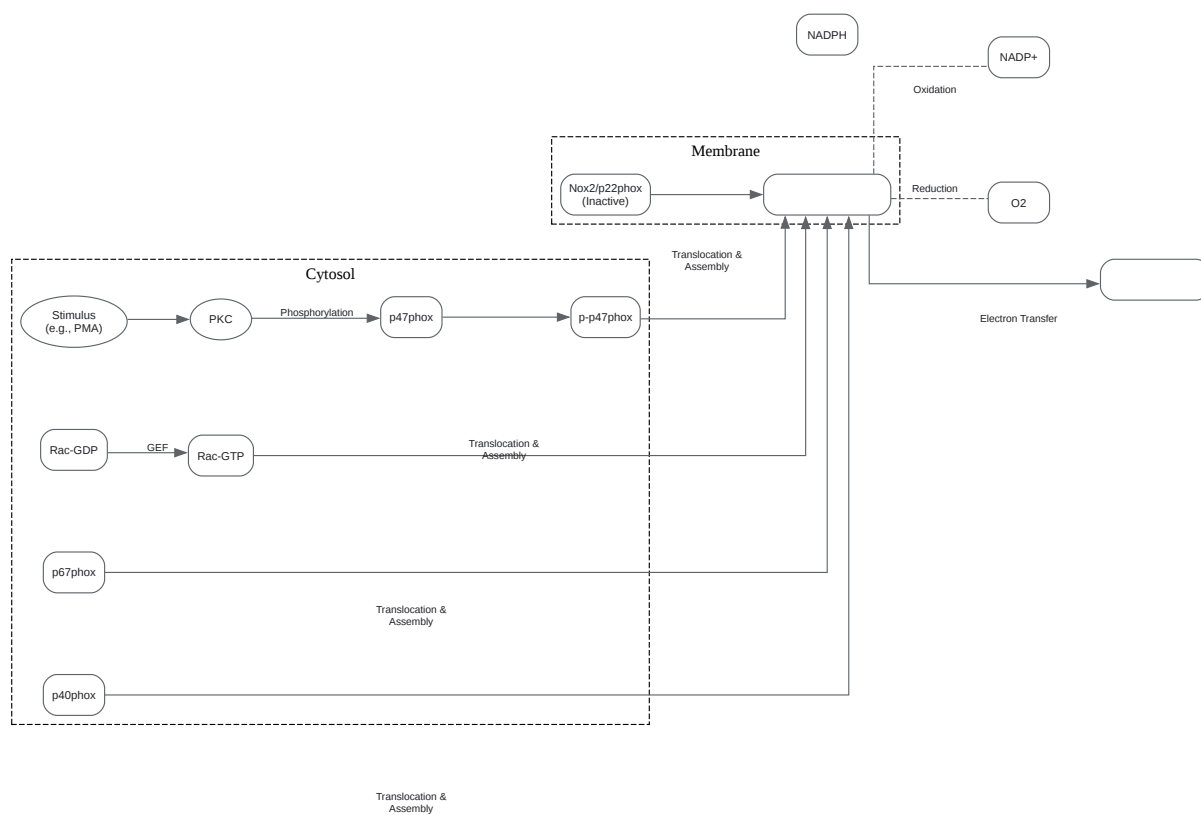 NADPH
NADP+
Oxidation
Membrane
Nox2/p22phox
(Inactive)
Reduction
O2
Translocation &
Assembly
Cytosol
Stimulus
(e.g., PMA)
PKC
Phosphorylation
p47phox
p-p47phox
Electron Transfer
Rac-GDP
GEF
Rac-GTP
Translocation &
Assembly
p67phox
Translocation &
Assembly
p40phox
Translocation &
Assembly